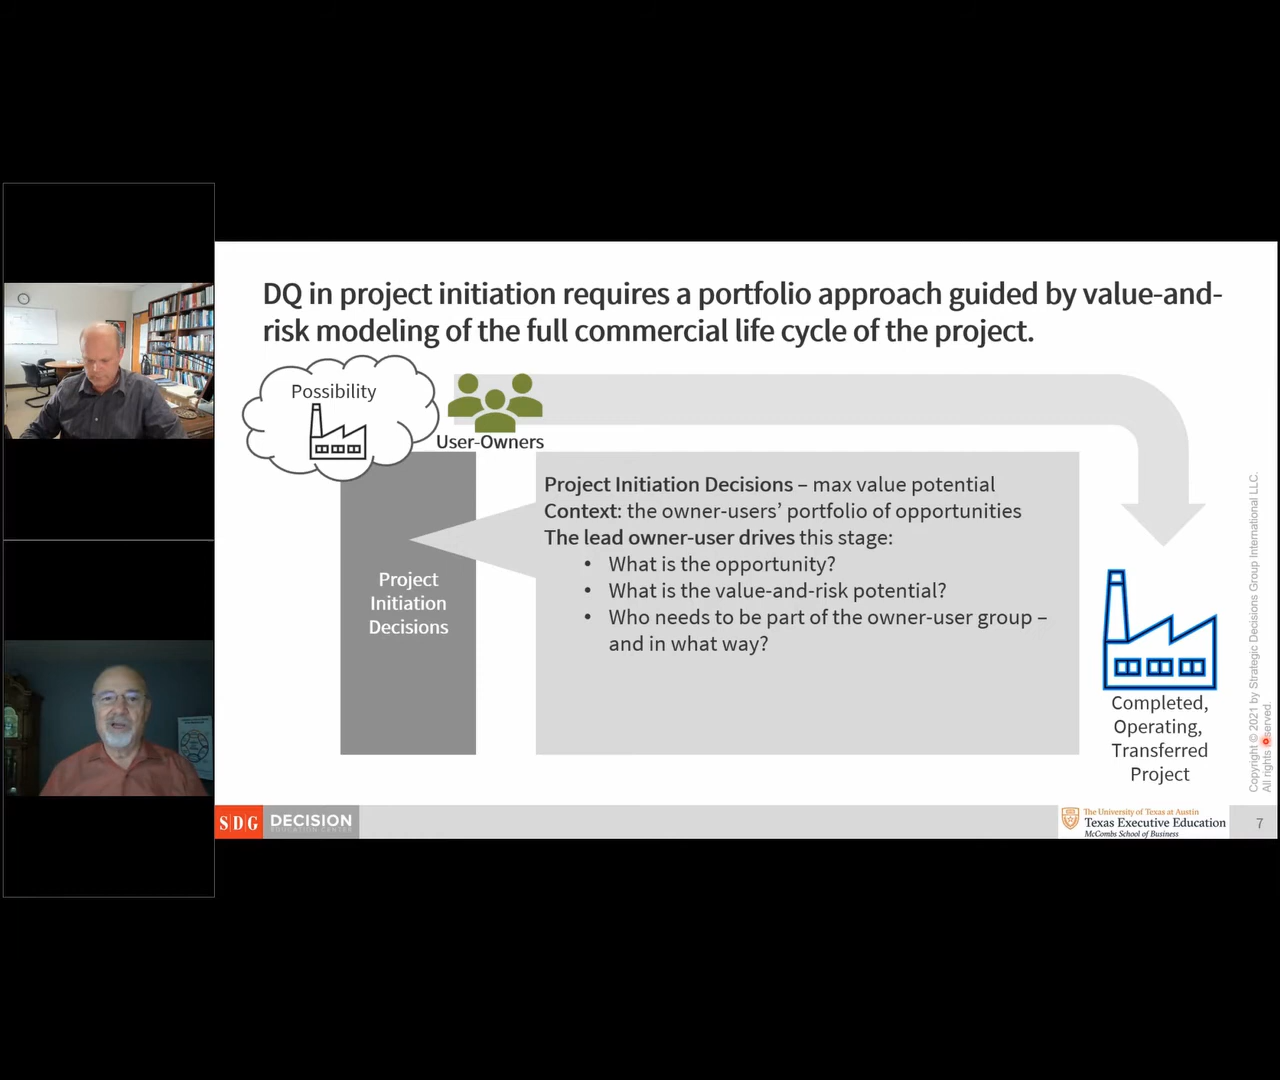 DQ in project initiation requires a portfolio approach guided by value-and-
risk modeling of the full commercial life cycle of the project.
Possibility
User-Owners
Project
Initiation
Decisions
Project Initiation Decisions – max value potential
Context: the owner-users' portfolio of opportunities
The lead owner-user drives this stage:
• What is the opportunity?
• What is the value-and-risk potential?
• Who needs to be part of the owner-user group –
and in what way?
Completed,
Operating,
Transferred
Project
Copyright © 2021 by Strategic Decisions Group International LLC.
All rights reserved.
SDG
DECISION
EDUCATION CENTER
The University of Texas at Austin
Texas Executive Education
McCombs School of Business
7